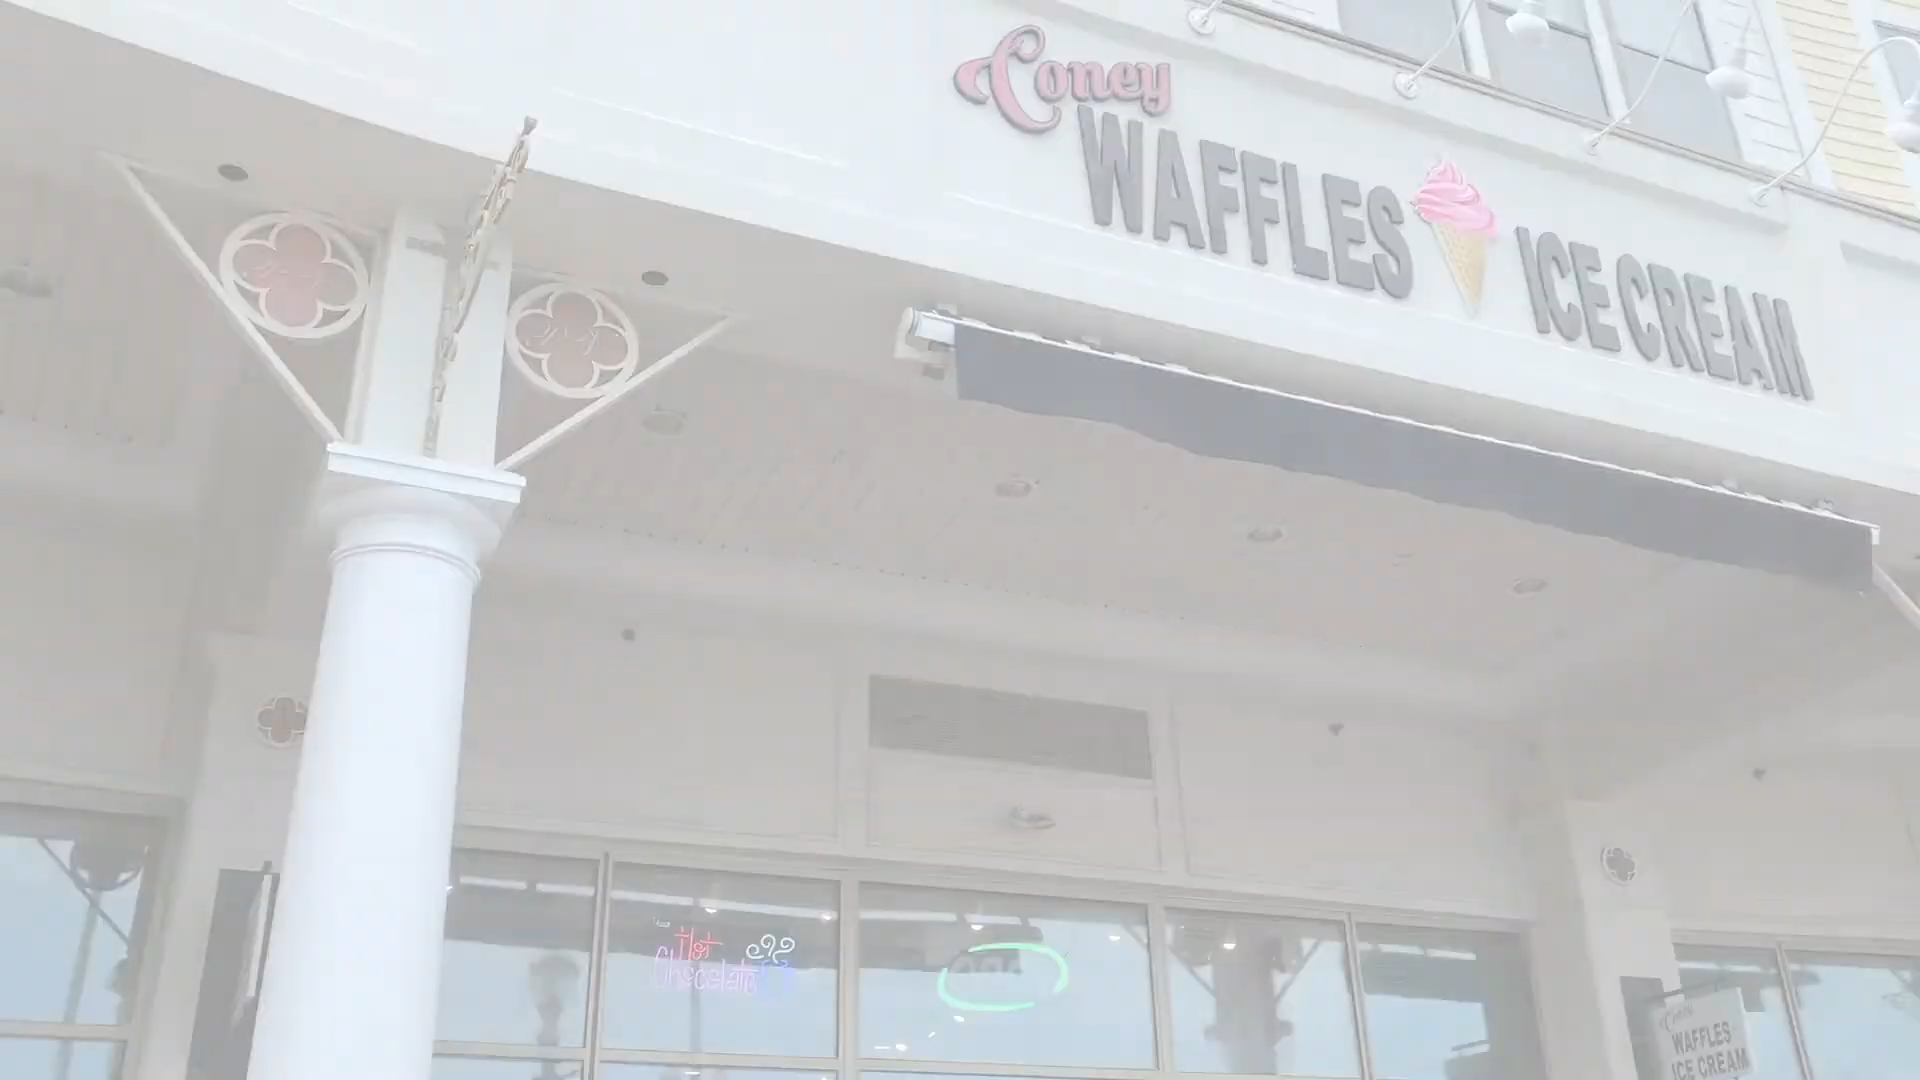 Coney
WAFFLES ICE CREAM
Hot
Chocolate
Coney
WAFFLES
ICE CREAM